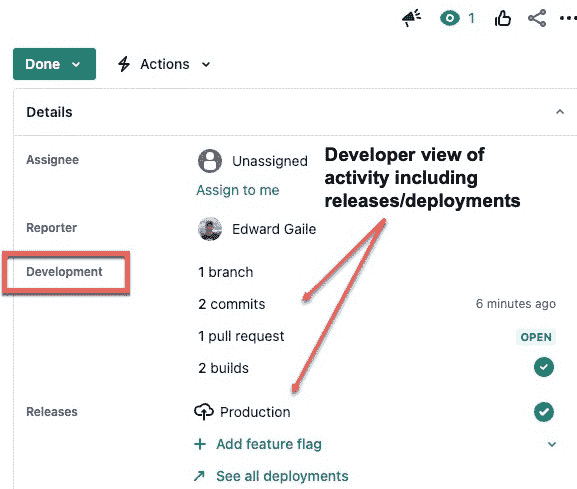 1
Done
Actions
Details
Assignee
Unassigned
Assign to me
Developer view of
activity including
releases/deployments
Reporter
Edward Gaile
Development
1 branch
2 commits
6 minutes ago
1 pull request
OPEN
2 builds
Releases
Production
+ Add feature flag
See all deployments